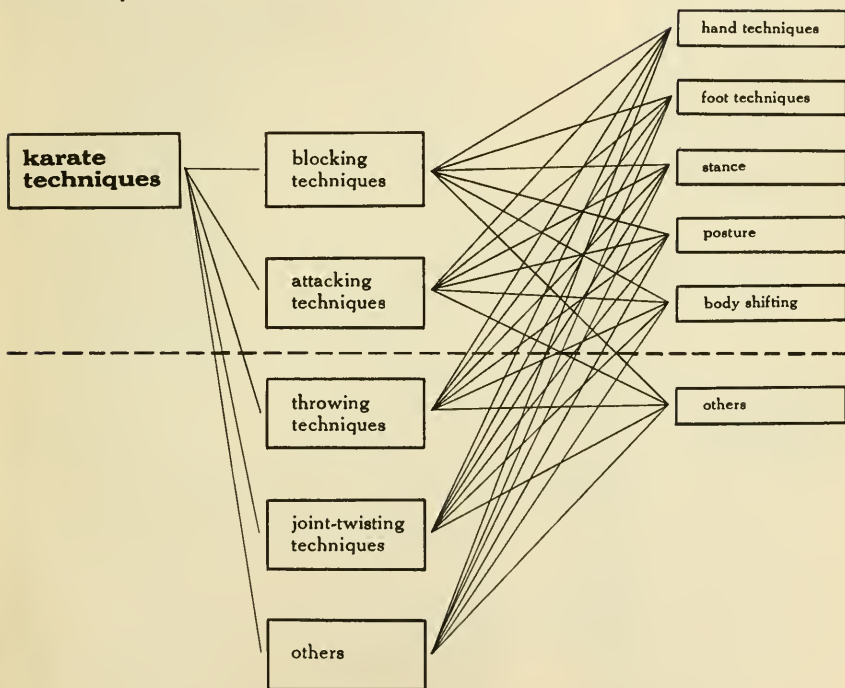 karate
techniques
blocking
techniques
attacking
techniques
throwing
techniques
joint-twisting
techniques
others
hand techniques
foot techniques
stance
posture
body shifting
others